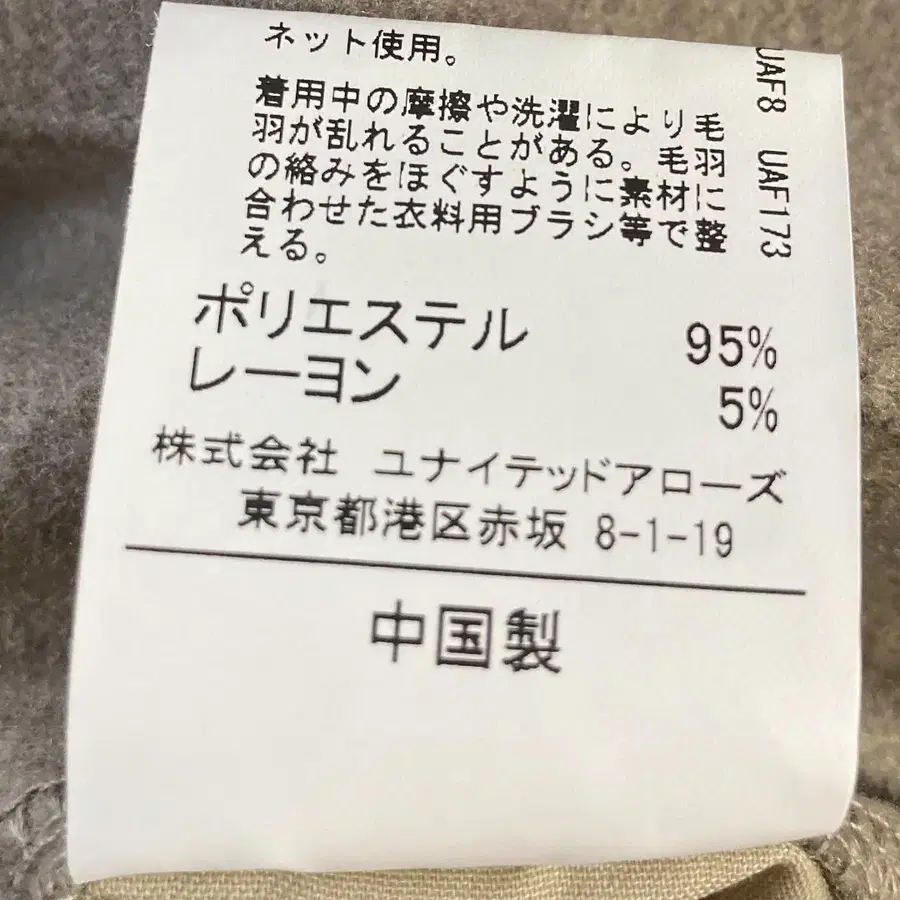 ネット使用。
着用中の摩擦や洗濯により毛
羽が乱れることがある。毛羽
の絡みをほぐすように素材に
合わせた衣料用ブラシ等で整
える。
ポリエステル 95%
レーヨン 5%
株式会社 ユナイテッドアローズ
東京都港区赤坂 8-1-19
中国製
UAF8 UAF173